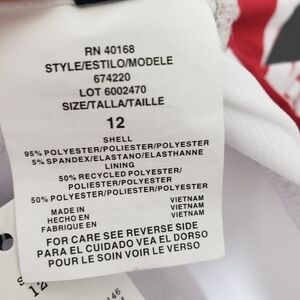 RN 40168
STYLE/ESTILO/MODELE
674220
LOT 6002470
SIZE/TALLA/TAILLE
12
SHELL
95% POLYESTER/POLIESTER/POLYESTER
5% SPANDEX/ELASTANO/ELASTHANNE
LINING
50% RECYCLED POLYESTER/
POLIESTER/POLYESTER
50% POLYESTER/POLIESTER/POLYESTER
MADE IN VIETNAM
HECHO EN VIETNAM
FABRIQUE EN VIETNAM
FOR CARE SEE REVERSE SIDE
PARA EL CUIDADO VEA EL DORSO
POUR LE SOIN VOIR LE VERSO
12